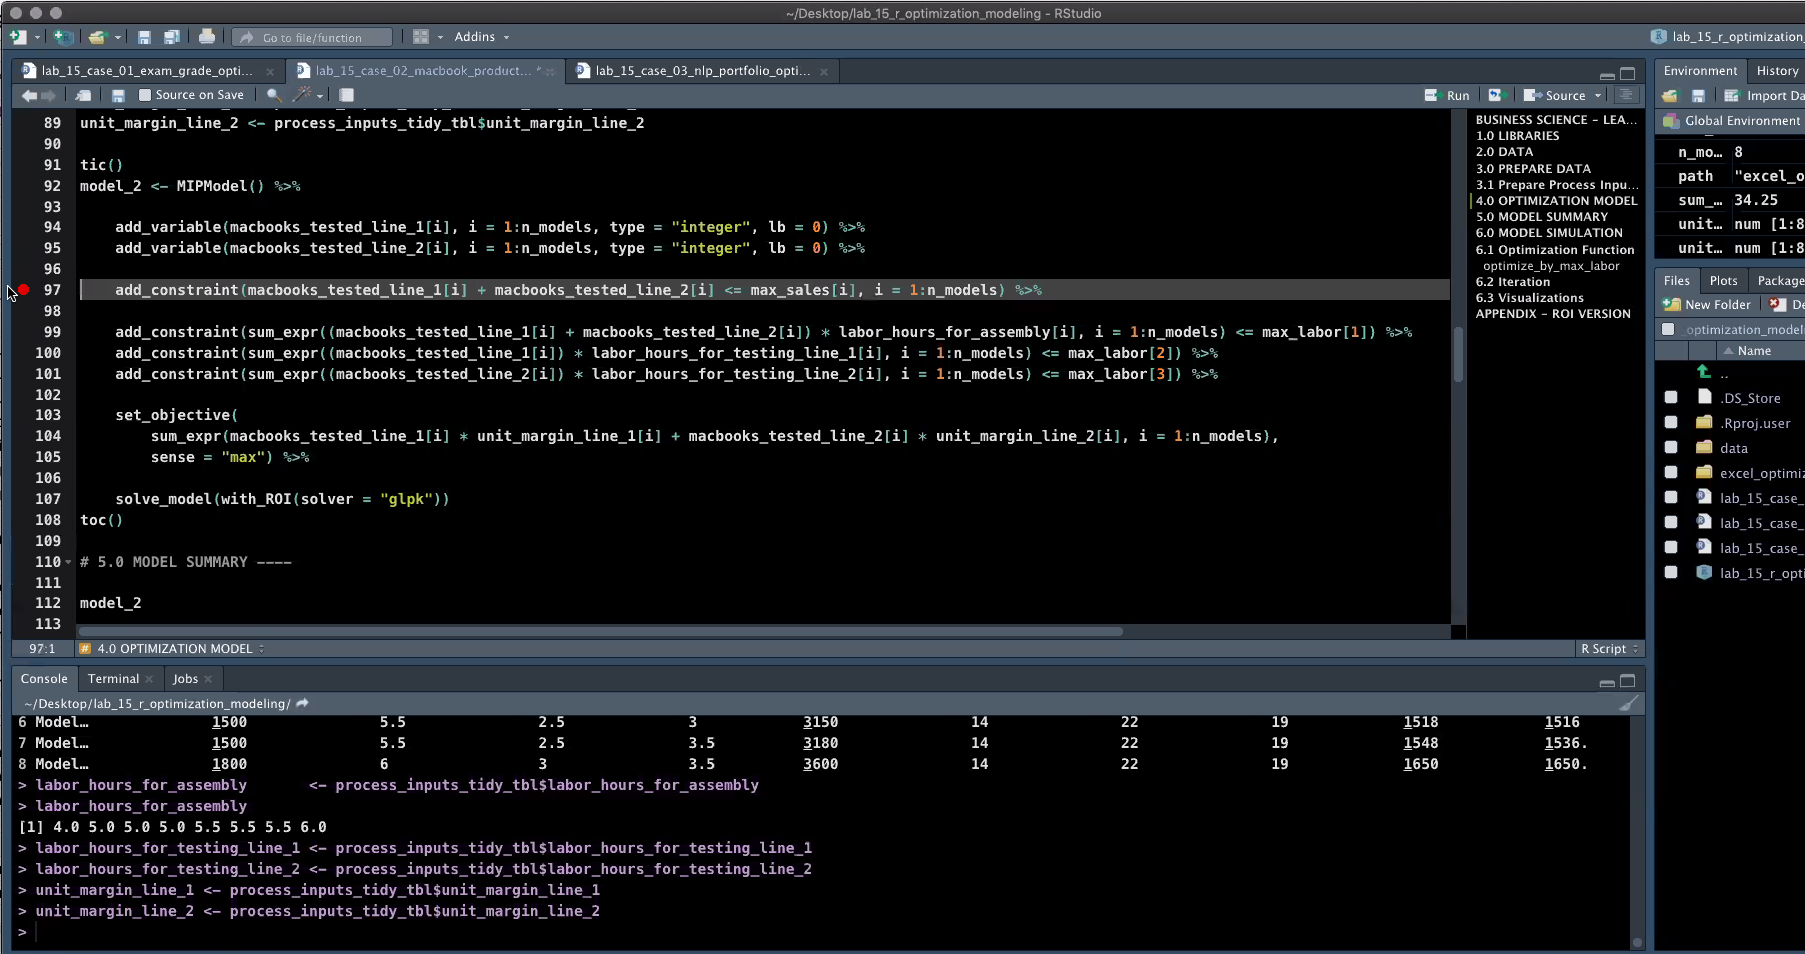 ~/Desktop/lab_15_r_optimization_modeling - RStudio
Go to file/function
Addins
lab_15_r_optimization_
lab_15_case_01_exam_grade_opti...
lab_15_case_02_macbook_product... *
lab_15_case_03_nlp_portfolio_opti...
Source on Save
Run
Source
89 unit_margin_line_2 <- process_inputs_tidy_tbl$unit_margin_line_2
90
91 tic()
92 model_2 <- MIPModel() %>%
93
94 add_variable(macbooks_tested_line_1[i], i = 1:n_models, type = "integer", lb = 0) %>%
95 add_variable(macbooks_tested_line_2[i], i = 1:n_models, type = "integer", lb = 0) %>%
96
97 add_constraint(macbooks_tested_line_1[i] + macbooks_tested_line_2[i] <= max_sales[i], i = 1:n_models) %>%
98
99 add_constraint(sum_expr((macbooks_tested_line_1[i] + macbooks_tested_line_2[i]) * labor_hours_for_assembly[i], i = 1:n_models) <= max_labor[1]) %>%
100 add_constraint(sum_expr((macbooks_tested_line_1[i]) * labor_hours_for_testing_line_1[i], i = 1:n_models) <= max_labor[2]) %>%
101 add_constraint(sum_expr((macbooks_tested_line_2[i]) * labor_hours_for_testing_line_2[i], i = 1:n_models) <= max_labor[3]) %>%
102
103 set_objective(
104 sum_expr(macbooks_tested_line_1[i] * unit_margin_line_1[i] + macbooks_tested_line_2[i] * unit_margin_line_2[i], i = 1:n_models),
105 sense = "max") %>%
106
107 solve_model(with_ROI(solver = "glpk"))
108 toc()
109
110 # 5.0 MODEL SUMMARY ----
111
112 model_2
113
97:1 # 4.0 OPTIMIZATION MODEL
R Script
BUSINESS SCIENCE - LEA...
1.0 LIBRARIES
2.0 DATA
3.0 PREPARE DATA
3.1 Prepare Process Inpu...
4.0 OPTIMIZATION MODEL
5.0 MODEL SUMMARY
6.0 MODEL SIMULATION
6.1 Optimization Function
optimize_by_max_labor
6.2 Iteration
6.3 Visualizations
APPENDIX - ROI VERSION
Console Terminal Jobs
~/Desktop/lab_15_r_optimization_modeling/
6 Model… 1500 5.5 2.5 3 3150 14 22 19 1518 1516
7 Model… 1500 5.5 2.5 3.5 3180 14 22 19 1548 1536.
8 Model… 1800 6 3 3.5 3600 14 22 19 1650 1650.
> labor_hours_for_assembly <- process_inputs_tidy_tbl$labor_hours_for_assembly
> labor_hours_for_assembly
[1] 4.0 5.0 5.0 5.0 5.5 5.5 5.5 6.0
> labor_hours_for_testing_line_1 <- process_inputs_tidy_tbl$labor_hours_for_testing_line_1
> labor_hours_for_testing_line_2 <- process_inputs_tidy_tbl$labor_hours_for_testing_line_2
> unit_margin_line_1 <- process_inputs_tidy_tbl$unit_margin_line_1
> unit_margin_line_2 <- process_inputs_tidy_tbl$unit_margin_line_2
>
Environment History
Import Da
Global Environment
n_mo… 8
path "excel_o
sum_… 34.25
unit… num [1:8
unit… num [1:8
Files Plots Package
New Folder De
_optimization_model
Name
..
.DS_Store
.Rproj.user
data
excel_optimiz
lab_15_case_
lab_15_case_
lab_15_case_
lab_15_r_opti